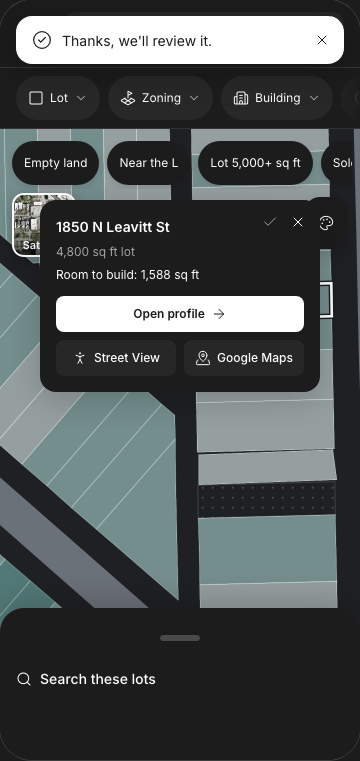 Thanks, we'll review it.
Lot
Zoning
Building
Empty land
Near the L
Lot 5,000+ sq ft
Sol
Sat
1850 N Leavitt St
4,800 sq ft lot
Room to build: 1,588 sq ft
Open profile
Street View
Google Maps
Search these lots